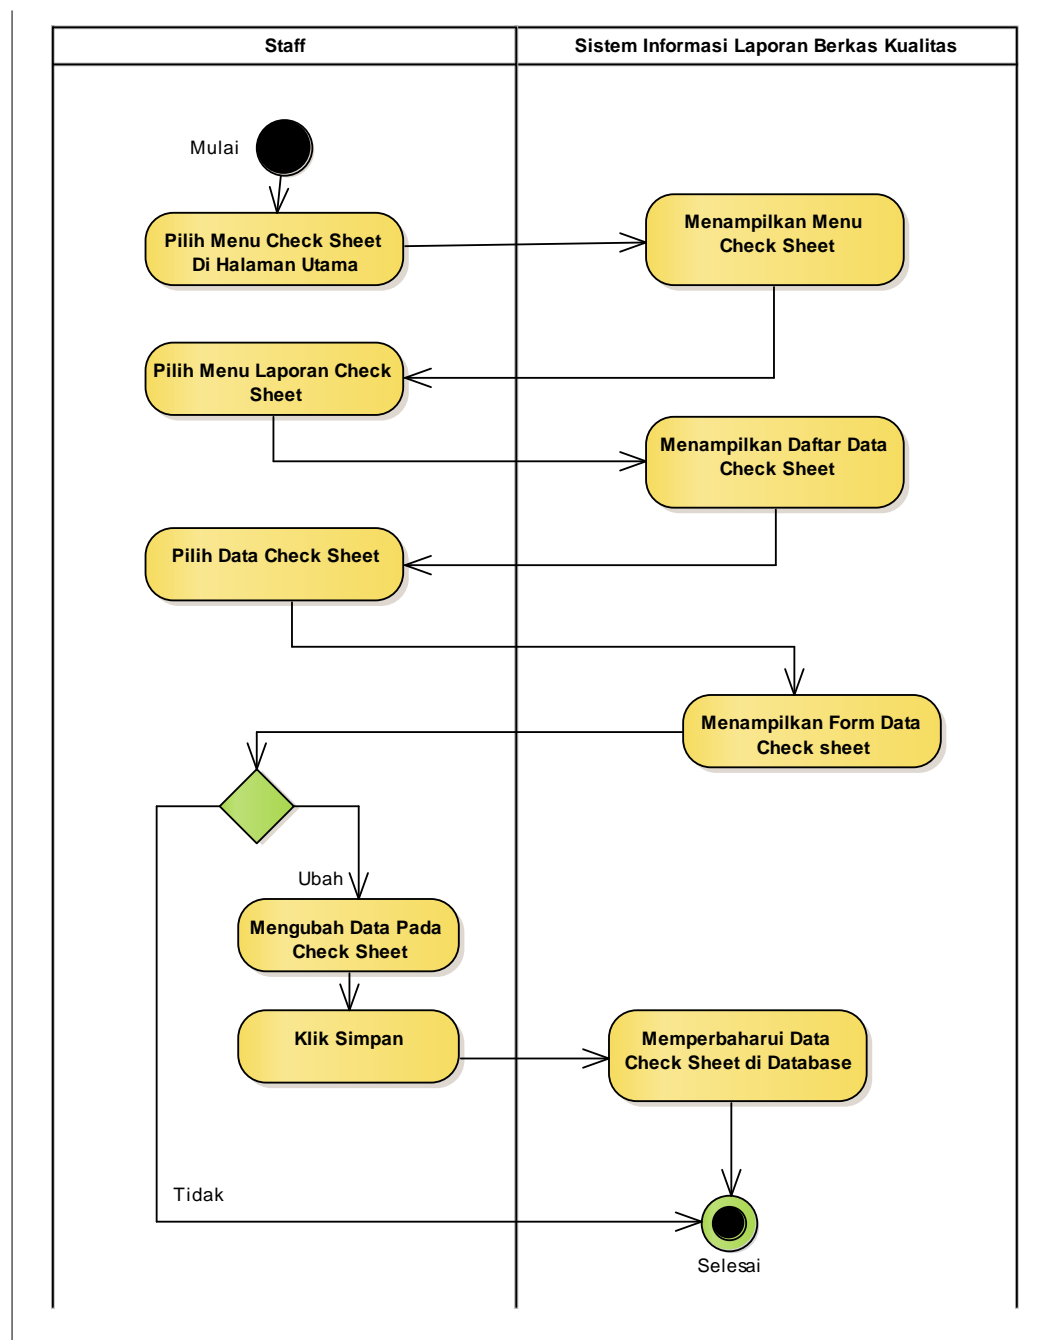 Staff
Sistem Informasi Laporan Berkas Kualitas
Mulai
Pilih Menu Check Sheet
Di Halaman Utama
Menampilkan Menu
Check Sheet
Pilih Menu Laporan Check
Sheet
Menampilkan Daftar Data
Check Sheet
Pilih Data Check Sheet
Menampilkan Form Data
Check sheet
Ubah
Mengubah Data Pada
Check Sheet
Klik Simpan
Memperbaharui Data
Check Sheet di Database
Tidak
Selesai